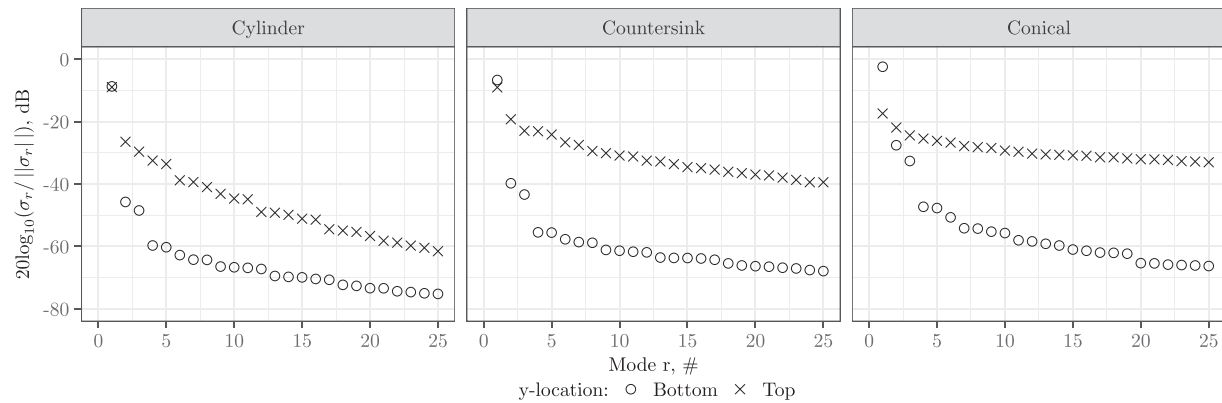 Cylinder Countersink Conical
20log₁₀(σᵣ/||σᵣ||), dB
0
-20
-40
-60
-80
0 5 10 15 20 25 0 5 10 15 20 25 0 5 10 15 20 25
Mode r, #
y-location: Bottom Top